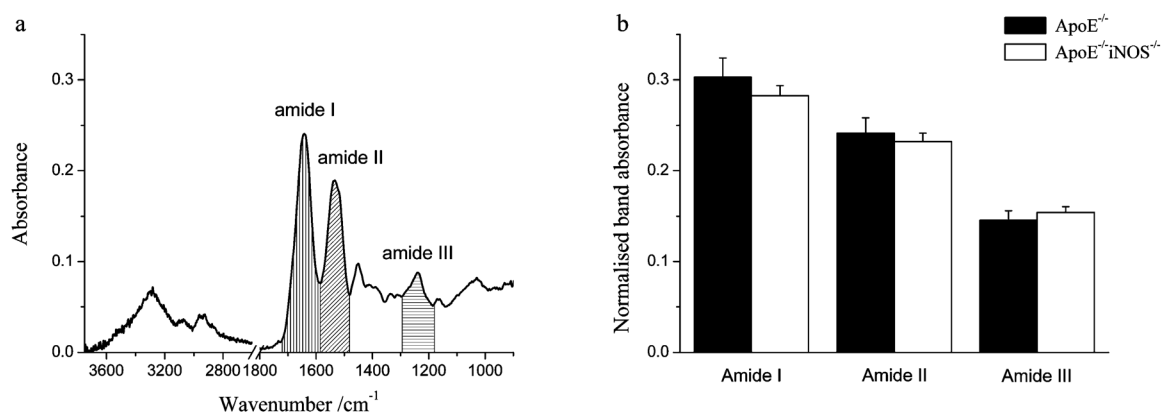 a
0.3
0.2
0.1
0.0
Absorbance
amide I
amide II
amide III
3600 3200 2800 1800 1600 1400 1200 1000
Wavenumber /cm⁻¹
b
ApoE⁻/⁻
ApoE⁻/⁻iNOS⁻/⁻
0.3
0.2
0.1
0.0
Normalised band absorbance
Amide I Amide II Amide III